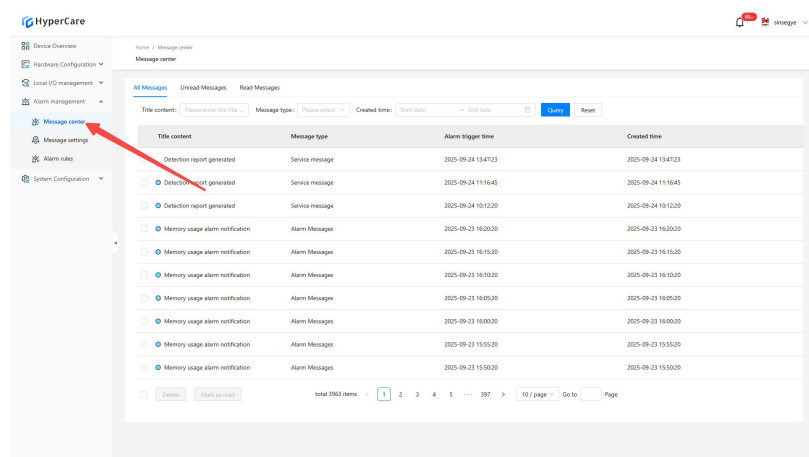 HyperCare
99+
sinsegye
Device Overview
Hardware Configuration
Local I/O management
Alarm management
Message center
Message settings
Alarm rules
System Configuration
Home / Message center
Message center
All Messages Unread Messages Read Messages
Title content: Please enter the title ... Message type: Please select Created time: Start date → End date Query Reset
Title content Message type Alarm trigger time Created time
Detection report generated Service message 2025-09-24 13:47:23 2025-09-24 13:47:23
Detection report generated Service message 2025-09-24 11:16:45 2025-09-24 11:16:45
Detection report generated Service message 2025-09-24 10:12:20 2025-09-24 10:12:20
Memory usage alarm notification Alarm Messages 2025-09-23 16:20:20 2025-09-23 16:20:20
Memory usage alarm notification Alarm Messages 2025-09-23 16:15:20 2025-09-23 16:15:20
Memory usage alarm notification Alarm Messages 2025-09-23 16:10:20 2025-09-23 16:10:20
Memory usage alarm notification Alarm Messages 2025-09-23 16:05:20 2025-09-23 16:05:20
Memory usage alarm notification Alarm Messages 2025-09-23 16:00:20 2025-09-23 16:00:20
Memory usage alarm notification Alarm Messages 2025-09-23 15:55:20 2025-09-23 15:55:20
Memory usage alarm notification Alarm Messages 2025-09-23 15:50:20 2025-09-23 15:50:20
Delete Mark as read total 3963 items < 1 2 3 4 5 ··· 397 > 10 / page Go to Page